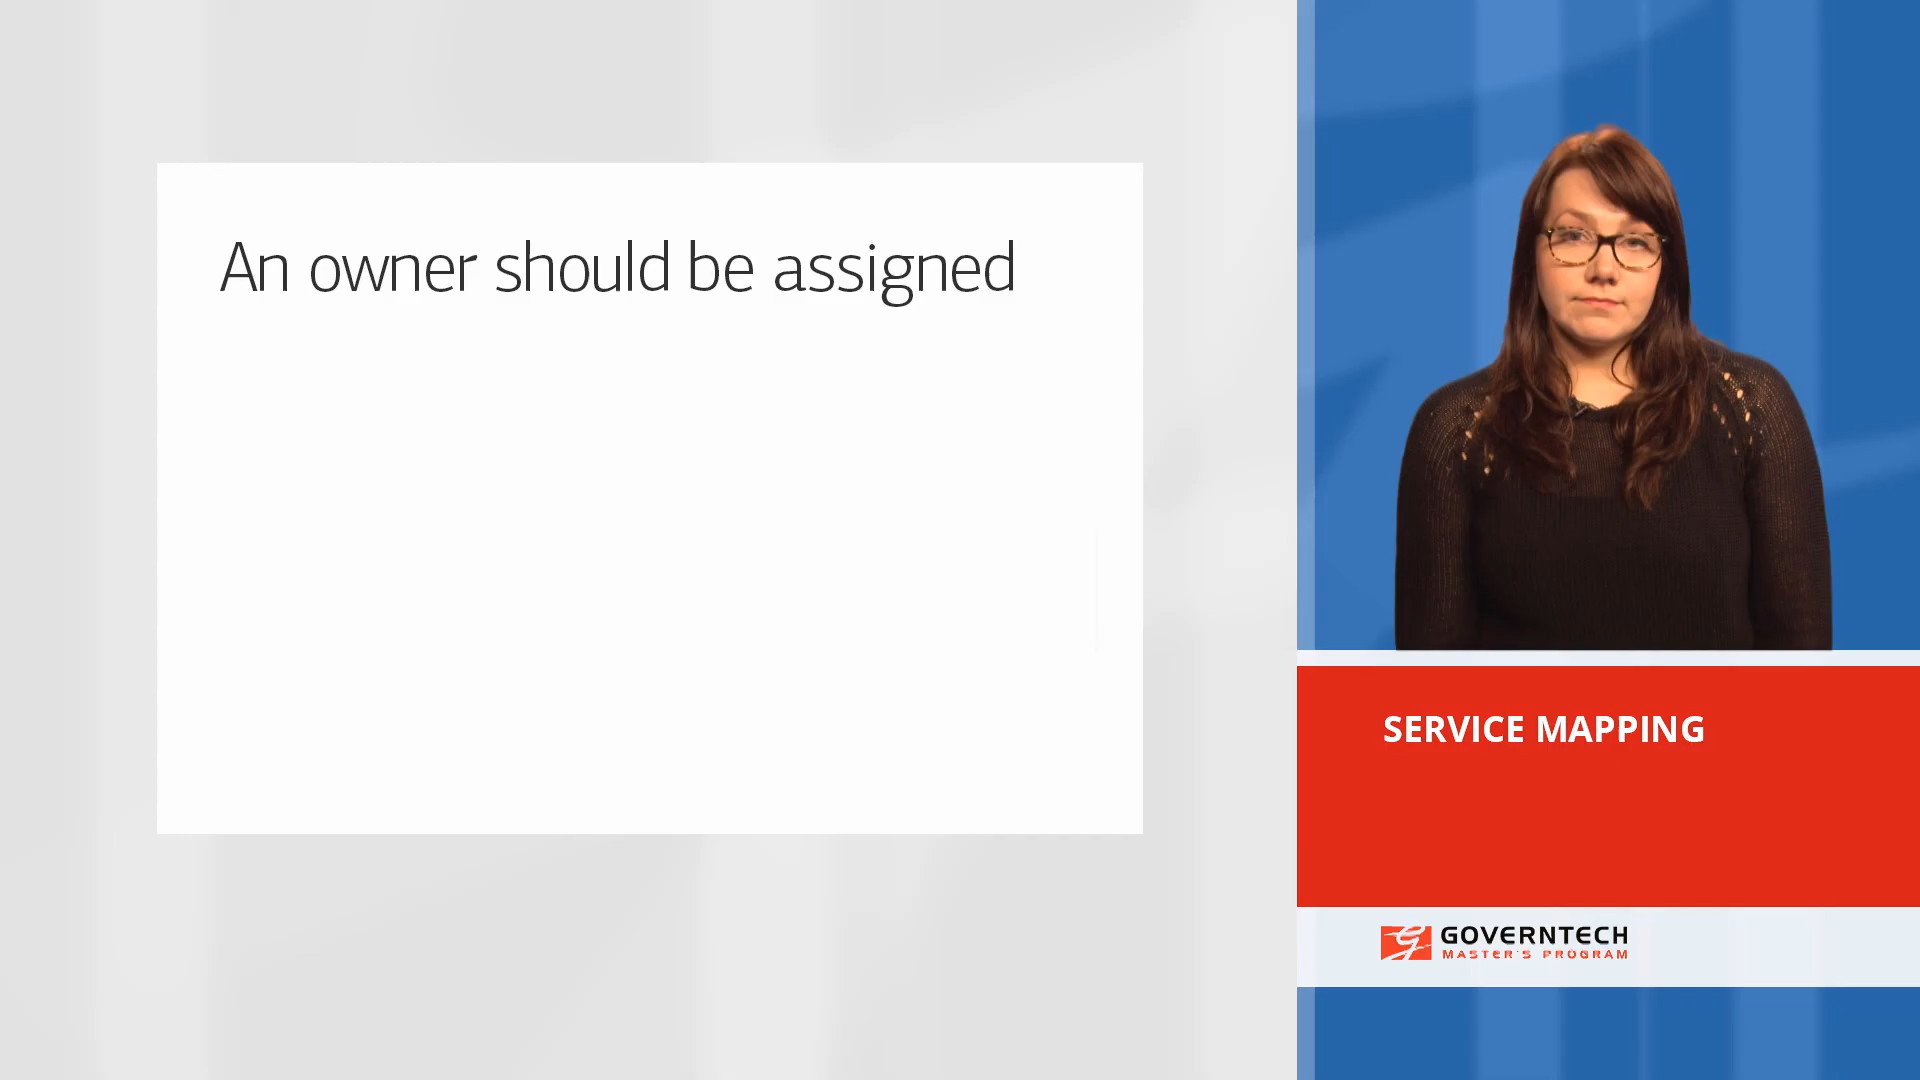 An owner should be assigned
SERVICE MAPPING
GOVERNTECH
MASTER'S PROGRAM